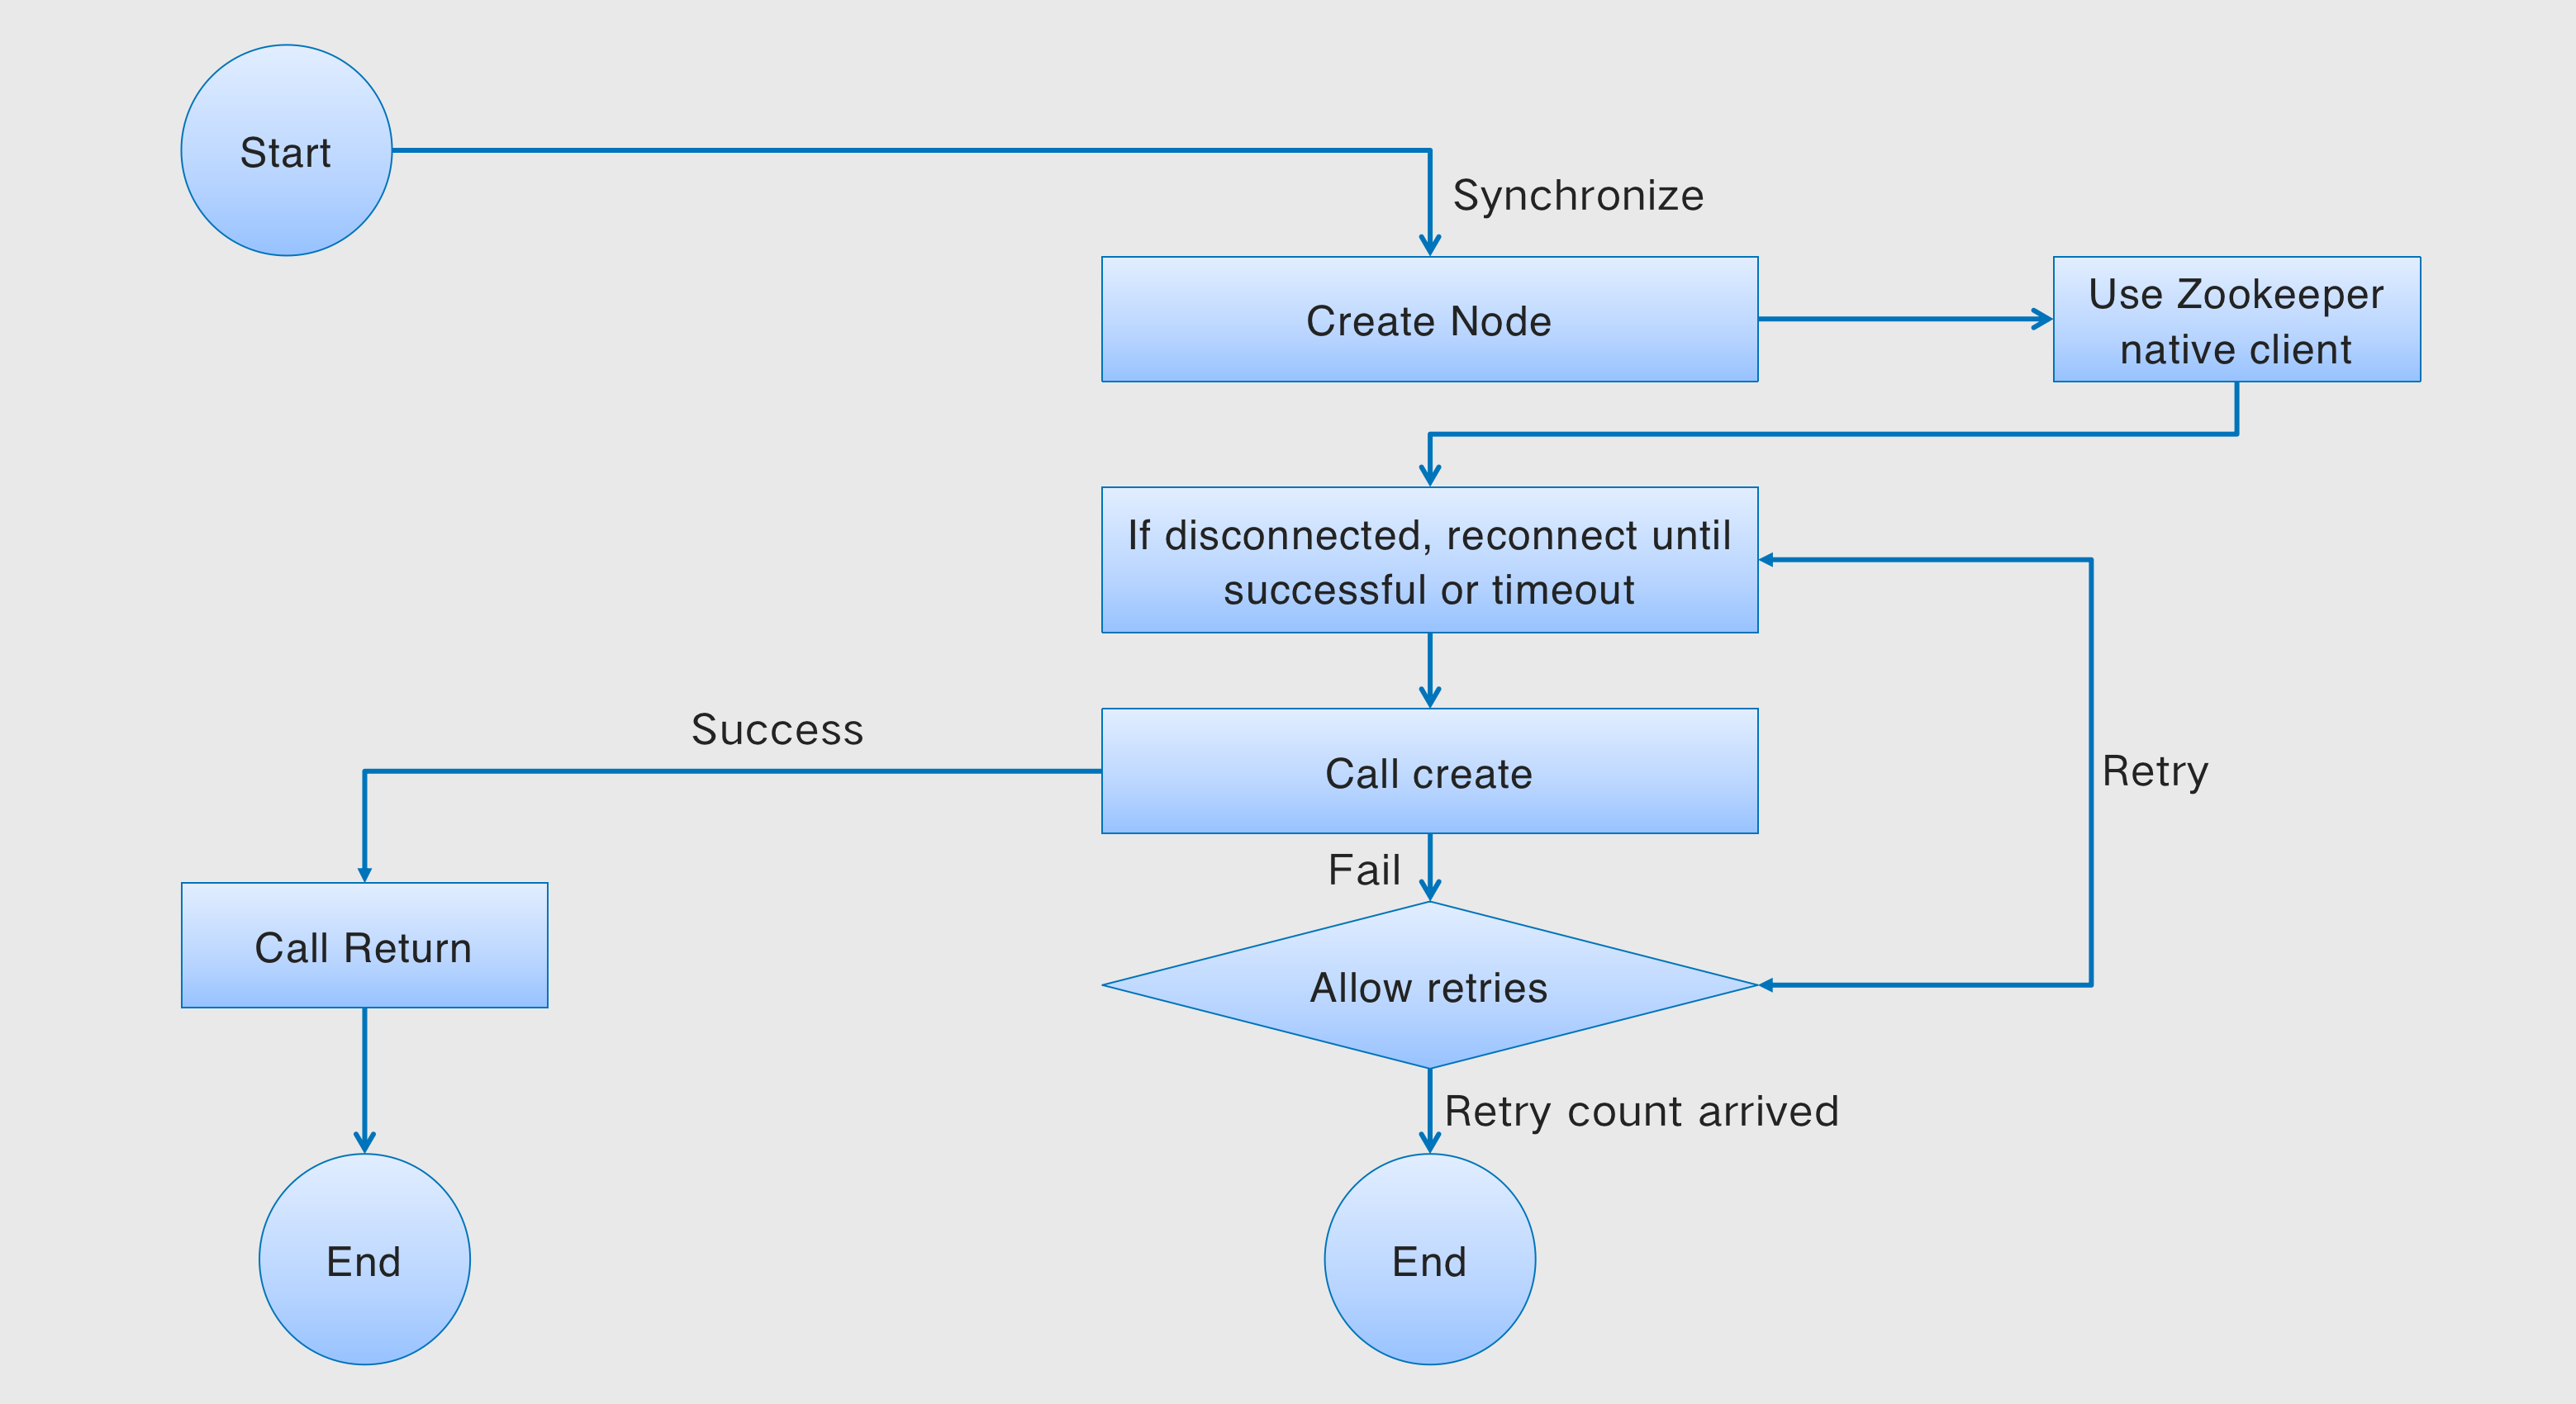 Start
Synchronize
Create Node
Use Zookeeper
native client
If disconnected, reconnect until
successful or timeout
Success
Call create
Retry
Fail
Call Return
Allow retries
Retry count arrived
End
End